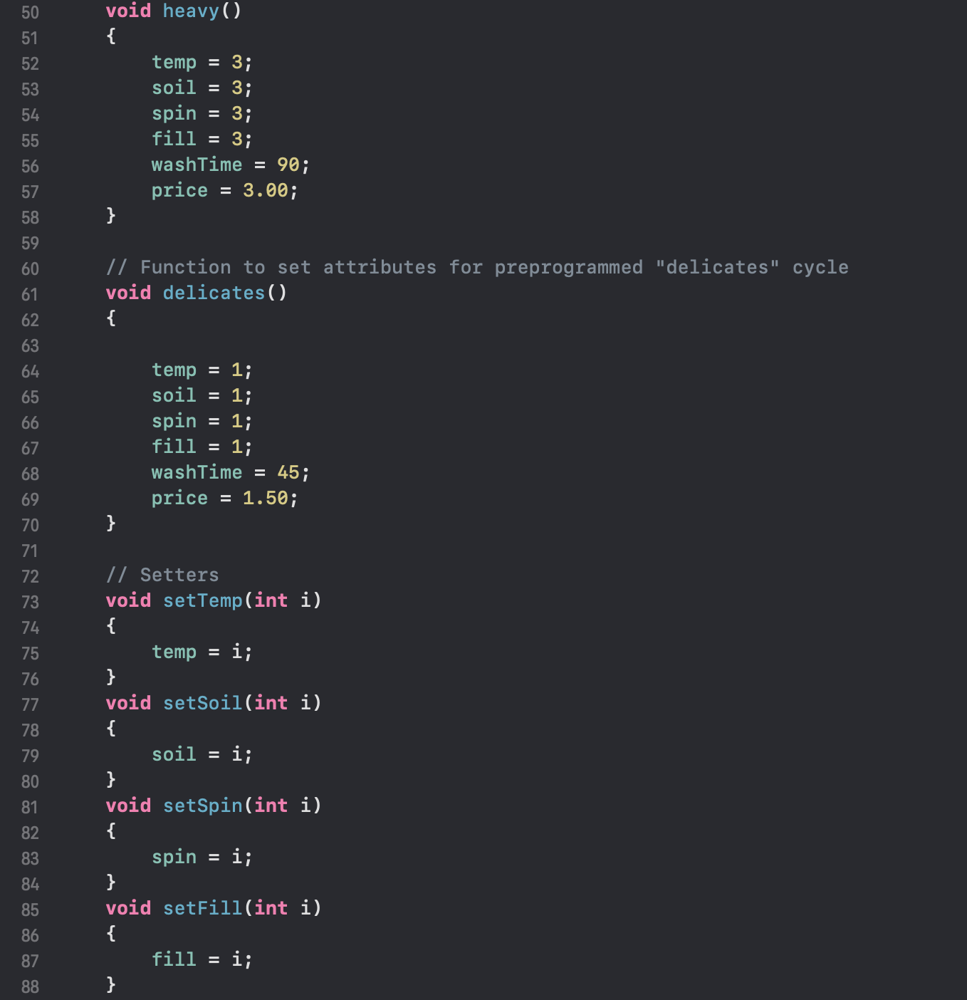 50 void heavy()
51 {
52 temp = 3;
53 soil = 3;
54 spin = 3;
55 fill = 3;
56 washTime = 90;
57 price = 3.00;
58 }
59
60 // Function to set attributes for preprogrammed "delicates" cycle
61 void delicates()
62 {
63
64 temp = 1;
65 soil = 1;
66 spin = 1;
67 fill = 1;
68 washTime = 45;
69 price = 1.50;
70 }
71
72 // Setters
73 void setTemp(int i)
74 {
75 temp = i;
76 }
77 void setSoil(int i)
78 {
79 soil = i;
80 }
81 void setSpin(int i)
82 {
83 spin = i;
84 }
85 void setFill(int i)
86 {
87 fill = i;
88 }